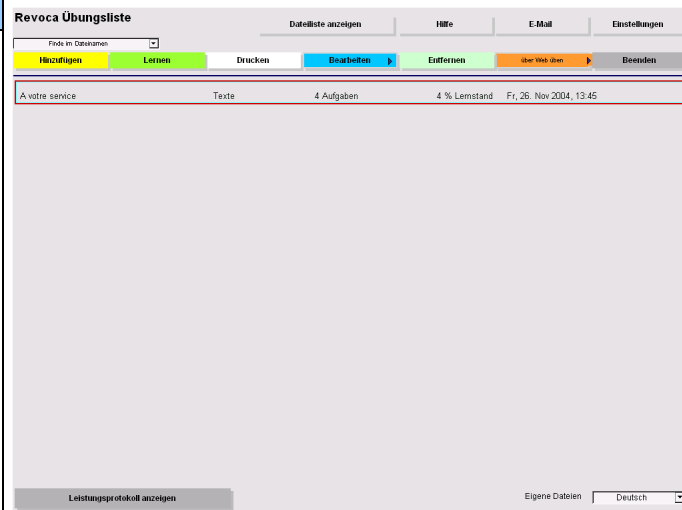 Revoca Übungsliste
Dateiliste anzeigen Hilfe E-Mail Einstellungen
Finde im Dateinamen
Hinzufügen Lernen Drucken Bearbeiten Entfernen über Web üben Beenden
A votre service Texte 4 Aufgaben 4 % Lernstand Fr, 26. Nov 2004, 13:45
Leistungsprotokoll anzeigen Eigene Dateien Deutsch